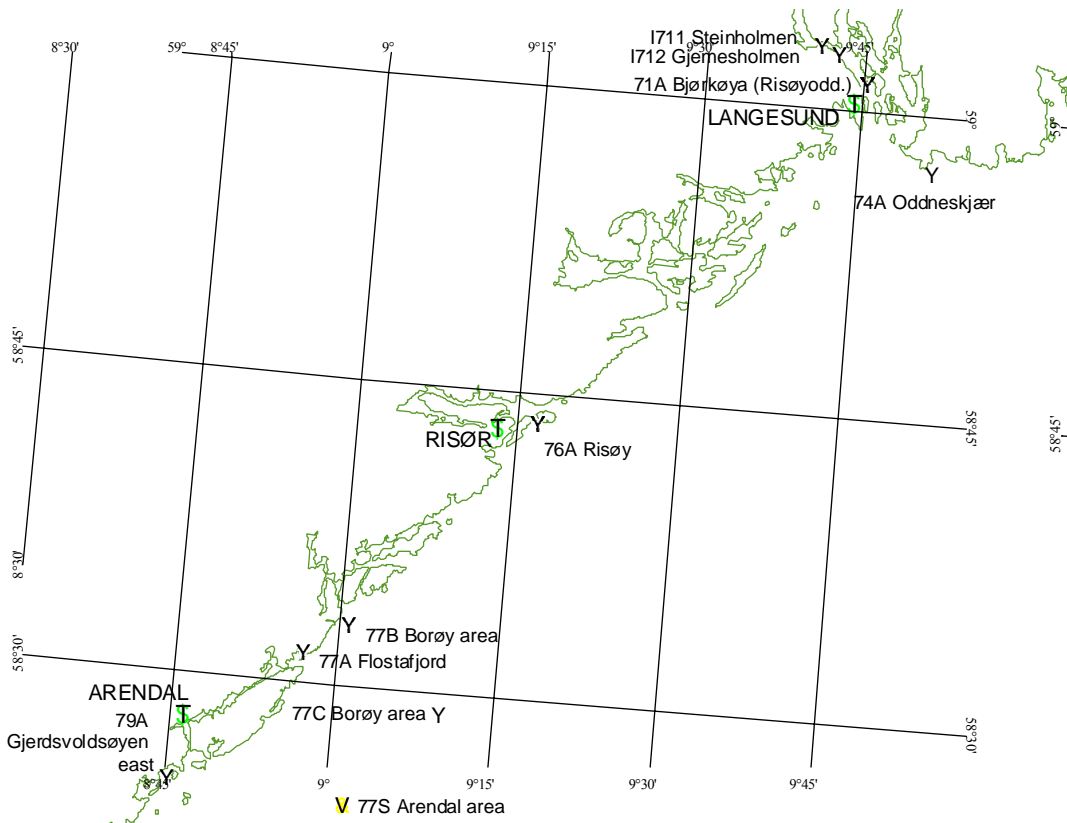 8°30'
59°
8°45'
9°
9°15'
9°30'
9°45'
I711 Steinholmen
Y
I712 Gjemesholmen
Y
71A Bjørkøya (Risøyodd.)
Y
T
S
LANGESUND
59°
59°
Y
74A Oddneskjær
58°45'
T
S
Y
RISØR
76A Risøy
58°45'
58°45'
8°30'
Y
77B Borøy area
Y
77A Flostafjord
58°30'
ARENDAL
T
S
77C Borøy area Y
79A
Gjerdsvoldsøyen
east
Y
58°30'
8°45'
9°
9°15'
9°30'
9°45'
V 77S Arendal area